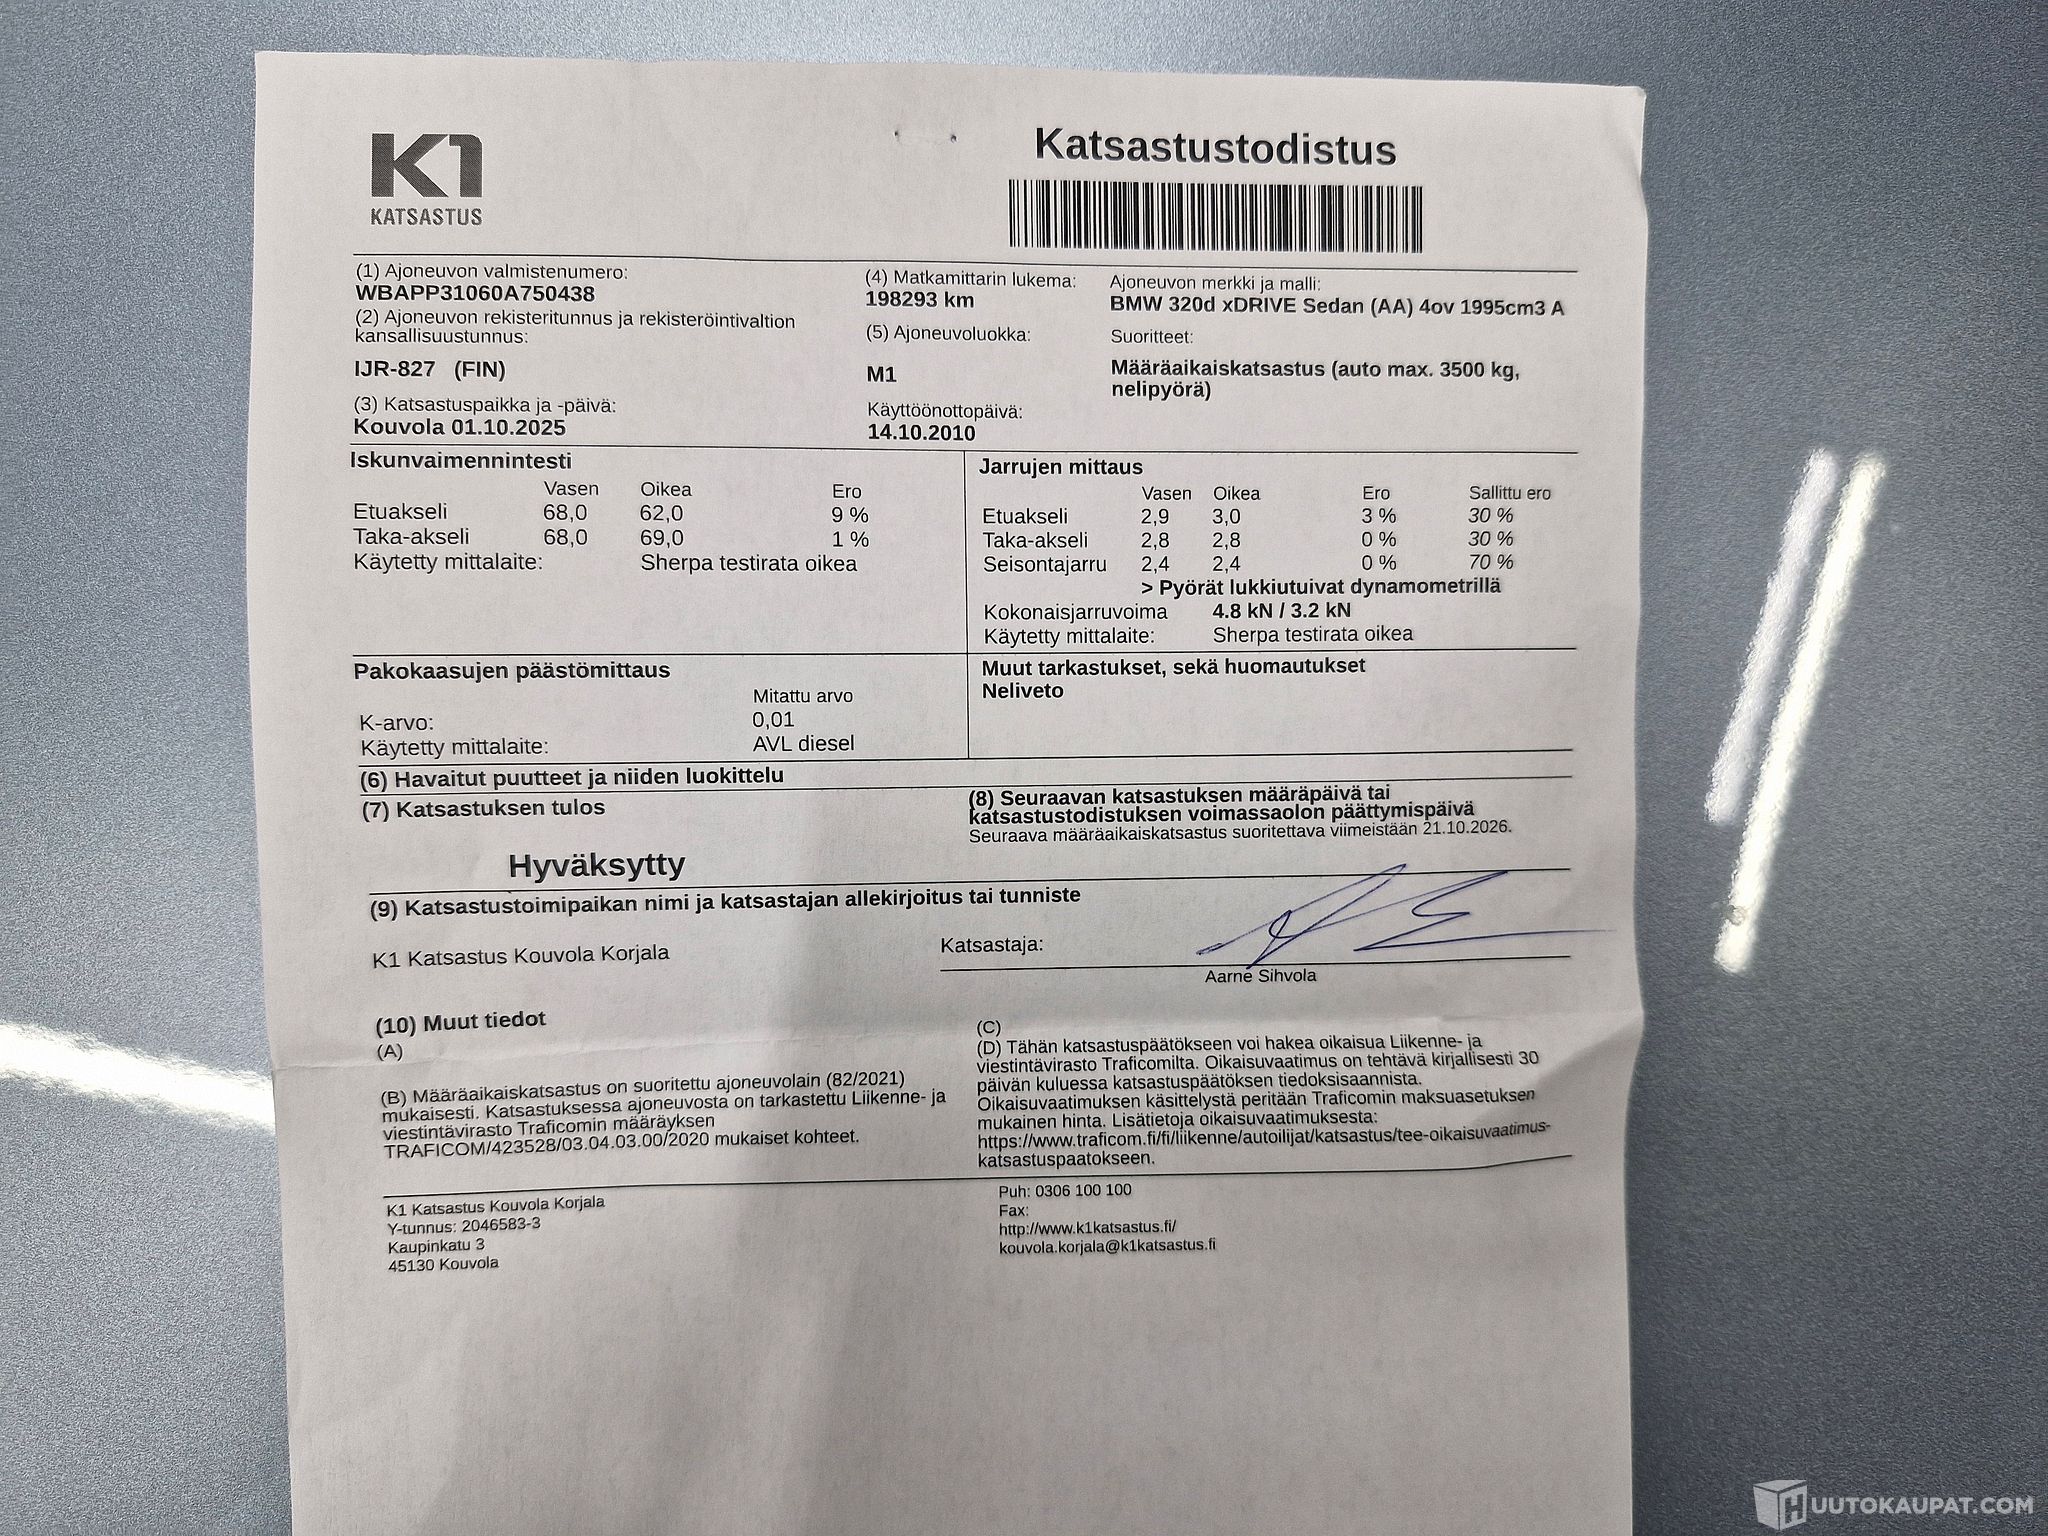 K1
KATSASTUS
Katsastustodistus
(1) Ajoneuvon valmistenumero:
WBAPP31060A750438
(2) Ajoneuvon rekisteritunnus ja rekisteröintivaltion
kansallisuustunnus:
IJR-827 (FIN)
(3) Katsastuspaikka ja -päivä:
Kouvola 01.10.2025
(4) Matkamittarin lukema:
198293 km
(5) Ajoneuvoluokka:
M1
Käyttöönottopäivä:
14.10.2010
Ajoneuvon merkki ja malli:
BMW 320d xDRIVE Sedan (AA) 4ov 1995cm3 A
Suoritteet:
Määräaikaiskatsastus (auto max. 3500 kg,
nelipyörä)
Iskunvaimennintesti
Vasen Oikea Ero
Etuakseli 68,0 62,0 9 %
Taka-akseli 68,0 69,0 1 %
Käytetty mittalaite: Sherpa testirata oikea
Jarrujen mittaus
Vasen Oikea Ero Sallittu ero
Etuakseli 2,9 3,0 3 % 30 %
Taka-akseli 2,8 2,8 0 % 30 %
Seisontajarru 2,4 2,4 0 % 70 %
> Pyörät lukkiutuivat dynamometrillä
Kokonaisjarruvoima 4.8 kN / 3.2 kN
Käytetty mittalaite: Sherpa testirata oikea
Pakokaasujen päästömittaus
Mitattu arvo
K-arvo: 0,01
Käytetty mittalaite: AVL diesel
Muut tarkastukset, sekä huomautukset
Neliveto
(6) Havaitut puutteet ja niiden luokittelu
(7) Katsastuksen tulos
Hyväksytty
(8) Seuraavan katsastuksen määräpäivä tai
katsastustodistuksen voimassaolon päättymispäivä
Seuraava määräaikaiskatsastus suoritettava viimeistään 21.10.2026.
(9) Katsastustoimipaikan nimi ja katsastajan allekirjoitus tai tunniste
K1 Katsastus Kouvola Korjala
Katsastaja:
Aarne Sihvola
(10) Muut tiedot
(A)
(B) Määräaikaiskatsastus on suoritettu ajoneuvolain (82/2021)
mukaisesti. Katsastuksessa ajoneuvosta on tarkastettu Liikenne- ja
viestintävirasto Traficomin määräyksen
TRAFICOM/423528/03.04.03.00/2020 mukaiset kohteet.
(C)
(D) Tähän katsastuspäätökseen voi hakea oikaisua Liikenne- ja
viestintävirasto Traficomilta. Oikaisuvaatimus on tehtävä kirjallisesti 30
päivän kuluessa katsastuspäätöksen tiedoksisaannista.
Oikaisuvaatimuksen käsittelystä peritään Traficomin maksuasetuksen
mukainen hinta. Lisätietoja oikaisuvaatimuksesta:
https://www.traficom.fi/fi/liikenne/autoilijat/katsastus/tee-oikaisuvaatimus-
katsastuspaatokseen.
K1 Katsastus Kouvola Korjala
Y-tunnus: 2046583-3
Kaupinkatu 3
45130 Kouvola
Puh: 0306 100 100
Fax:
http://www.k1katsastus.fi/
kouvola.korjala@k1katsastus.fi
HUUTOKAUPAT.COM